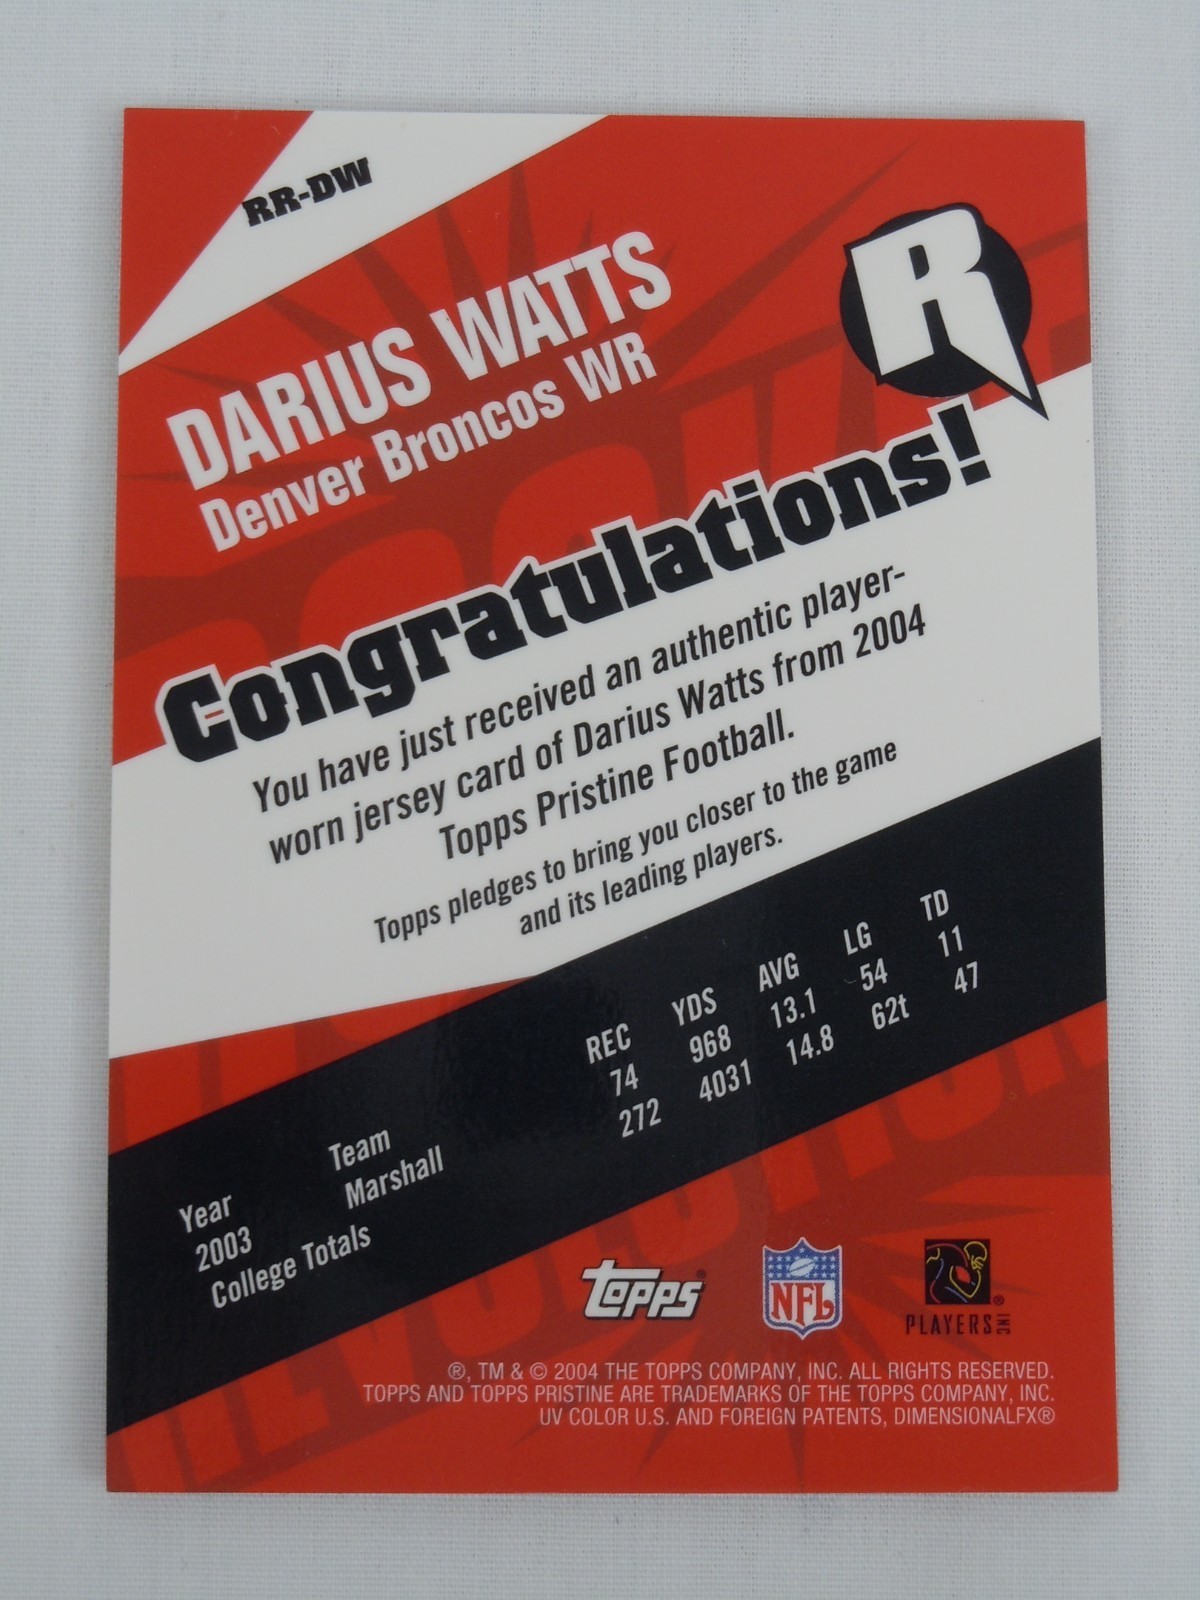 RR-DW
R
DARIUS WATTS
Denver Broncos WR
Congratulations!
You have just received an authentic player-
worn jersey card of Darius Watts from 2004
Topps Pristine Football.
Topps pledges to bring you closer to the game
and its leading players.
Year Team REC YDS AVG LG TD
2003 Marshall 74 968 13.1 54 11
College Totals 272 4031 14.8 62t 47
topps®
NFL
PLAYERS INC ®
®, TM & © 2004 THE TOPPS COMPANY, INC. ALL RIGHTS RESERVED.
TOPPS AND TOPPS PRISTINE ARE TRADEMARKS OF THE TOPPS COMPANY, INC.
UV COLOR U.S. AND FOREIGN PATENTS, DIMENSIONALFX®